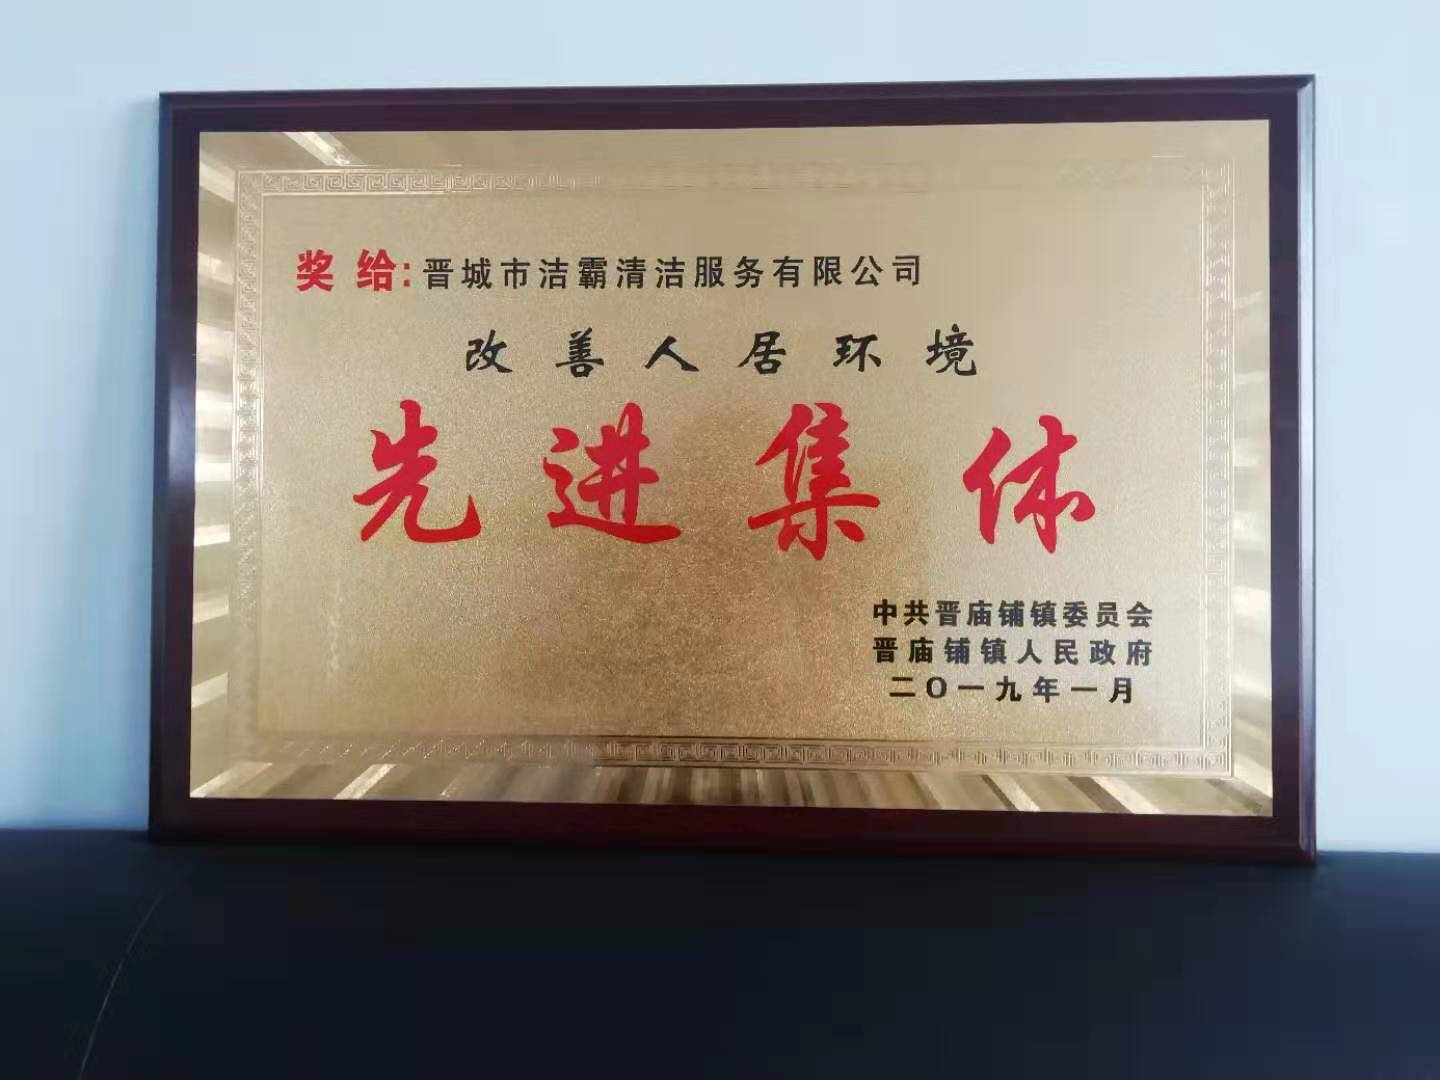 奖给：晋城市洁霸清洁服务有限公司
改善人居环境
先进集体
中共晋庙铺镇委员会
晋庙铺镇人民政府
二〇一九年一月